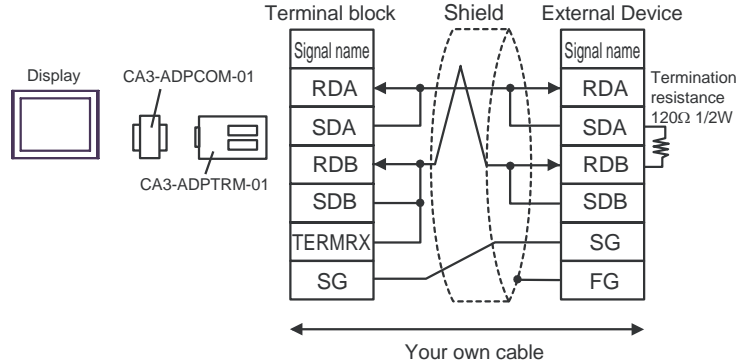 Terminal block
Shield
External Device
Signal name
Signal name
Display
CA3-ADPCOM-01
CA3-ADPTRM-01
RDA
RDA
SDA
SDA
RDB
RDB
SDB
SDB
TERMRX
SG
SG
FG
Termination
resistance
120Ω 1/2W
Your own cable